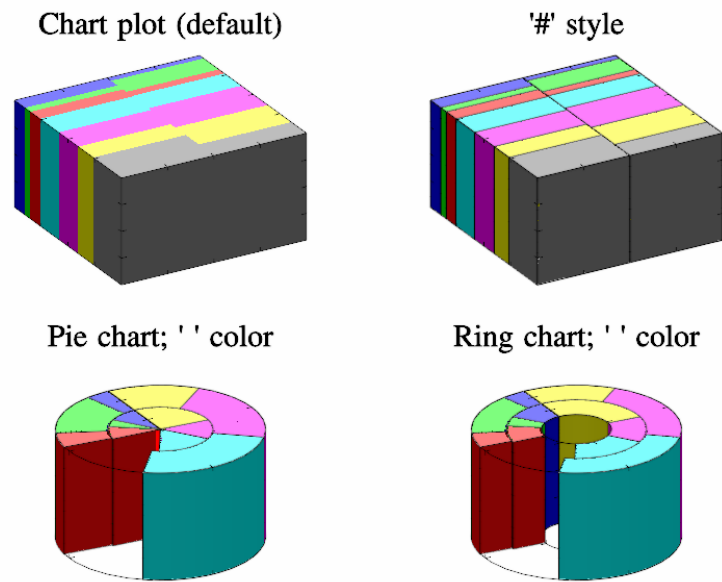 Chart plot (default)
'#' style
Pie chart; ' ' color
Ring chart; ' ' color